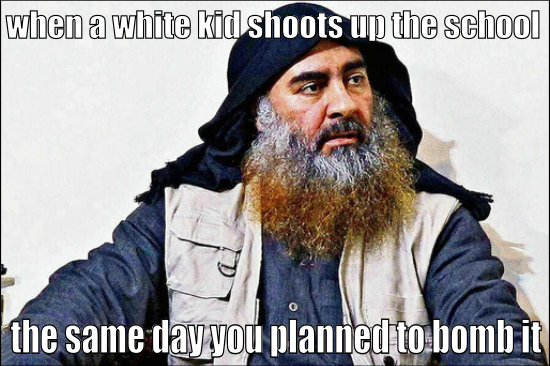 when a white kid shoots up the school
the same day you planned to bomb it